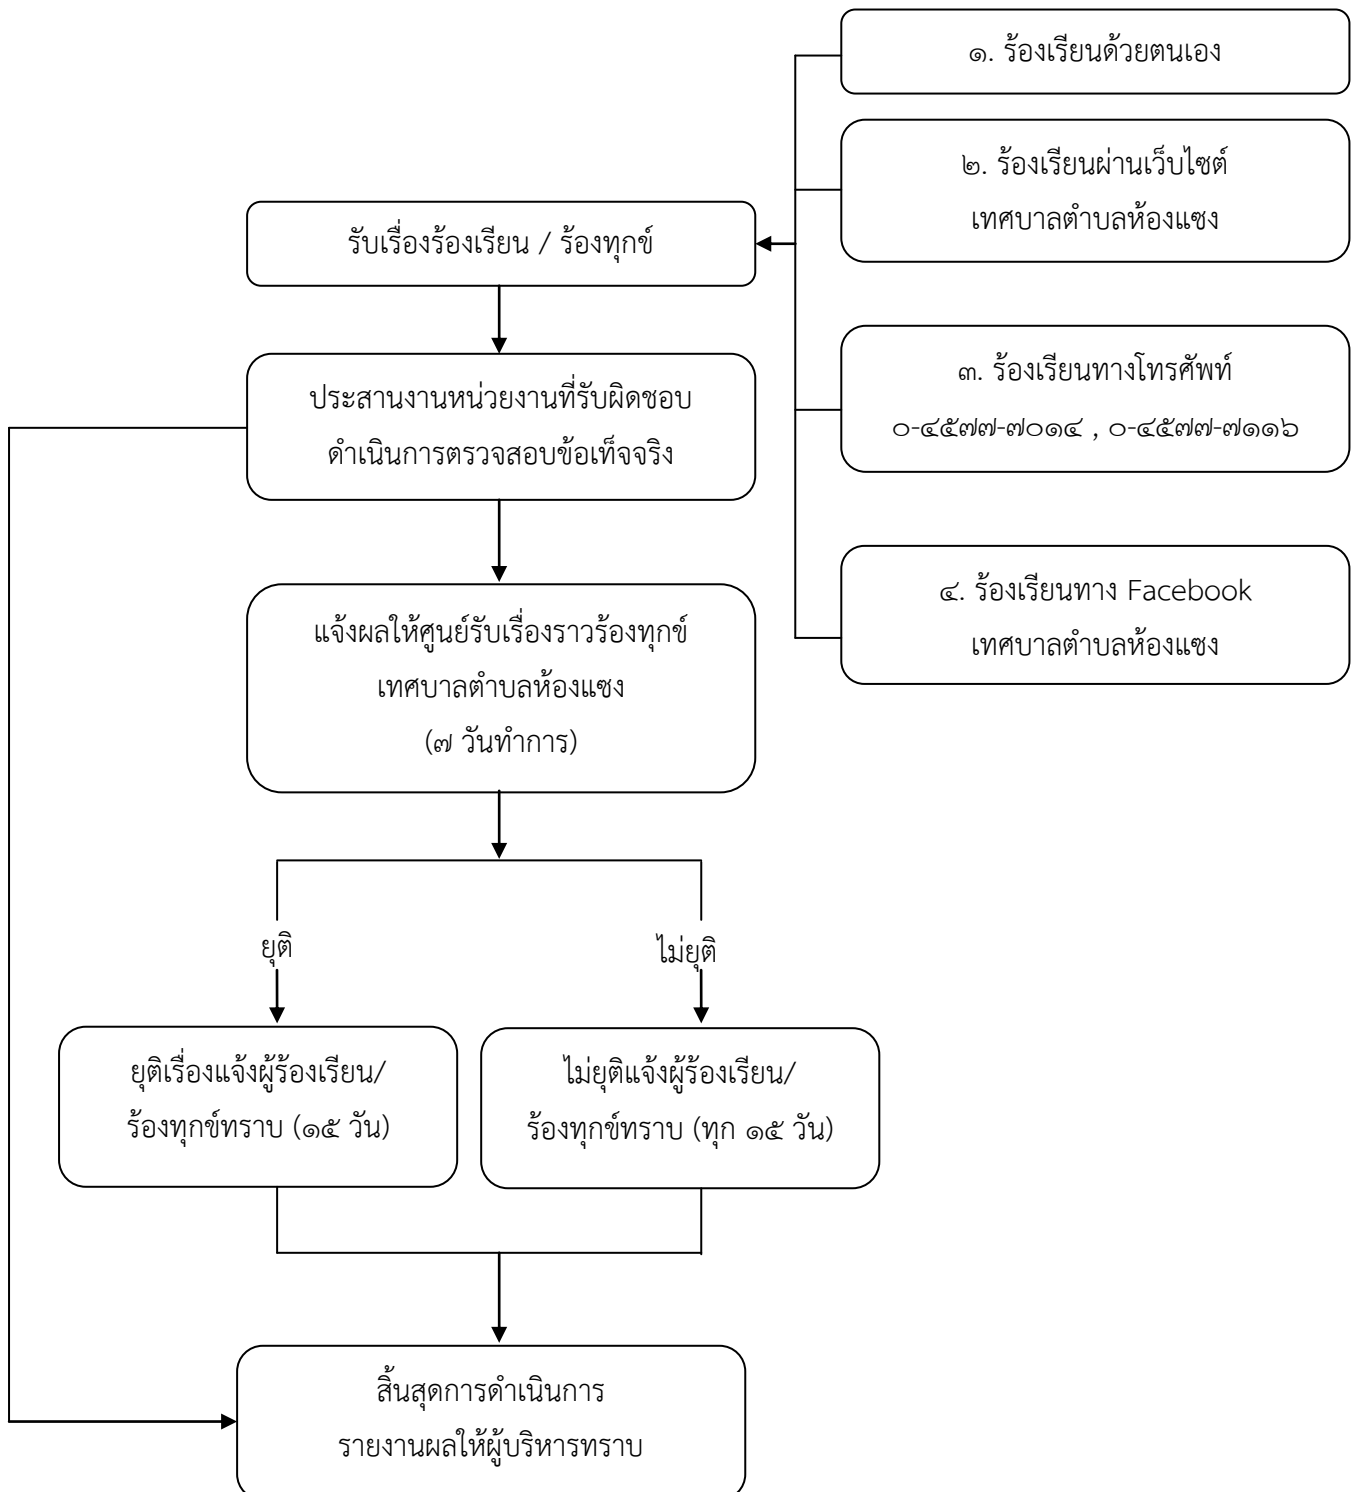 ๑. ร้องเรียนด้วยตนเอง
๒. ร้องเรียนผ่านเว็บไซต์
เทศบาลตำบลห้องแซง
๓. ร้องเรียนทางโทรศัพท์
๐-๔๕๗๗-๗๐๑๔ , ๐-๔๕๗๗-๗๑๑๖
๔. ร้องเรียนทาง Facebook
เทศบาลตำบลห้องแซง
รับเรื่องร้องเรียน / ร้องทุกข์
ประสานงานหน่วยงานที่รับผิดชอบ
ดำเนินการตรวจสอบข้อเท็จจริง
แจ้งผลให้ศูนย์รับเรื่องราวร้องทุกข์
เทศบาลตำบลห้องแซง
(๗ วันทำการ)
ยุติ
ไม่ยุติ
ยุติเรื่องแจ้งผู้ร้องเรียน/
ร้องทุกข์ทราบ (๑๕ วัน)
ไม่ยุติแจ้งผู้ร้องเรียน/
ร้องทุกข์ทราบ (ทุก ๑๕ วัน)
สิ้นสุดการดำเนินการ
รายงานผลให้ผู้บริหารทราบ